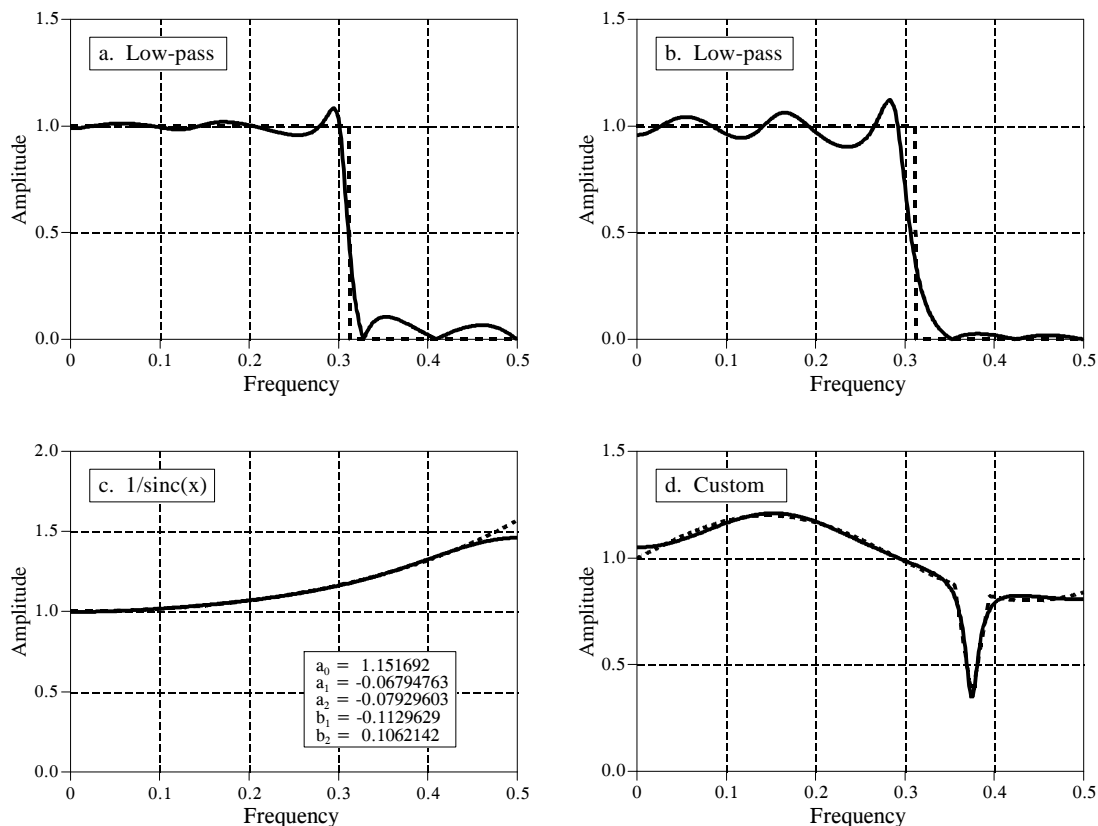 a. Low-pass
1.5
1.0
0.5
0.0
Amplitude
0 0.1 0.2 0.3 0.4 0.5
Frequency
b. Low-pass
1.5
1.0
0.5
0.0
Amplitude
0 0.1 0.2 0.3 0.4 0.5
Frequency
c. 1/sinc(x)
2.0
1.5
1.0
0.5
0.0
Amplitude
a₀ = 1.151692
a₁ = -0.06794763
a₂ = -0.07929603
b₁ = -0.1129629
b₂ = 0.1062142
0 0.1 0.2 0.3 0.4 0.5
Frequency
d. Custom
1.5
1.0
0.5
0.0
Amplitude
0 0.1 0.2 0.3 0.4 0.5
Frequency